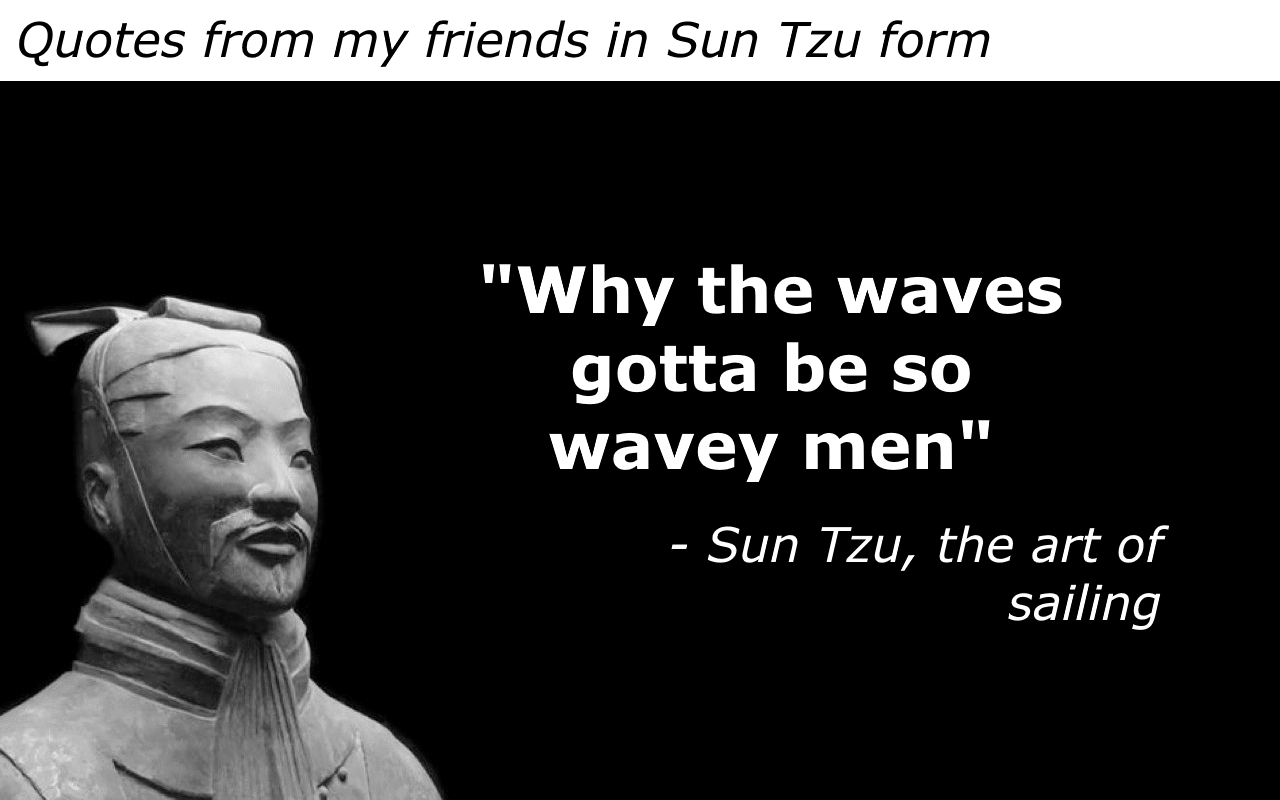 Quotes from my friends in Sun Tzu form
"Why the waves
gotta be so
wavey men"
- Sun Tzu, the art of
sailing